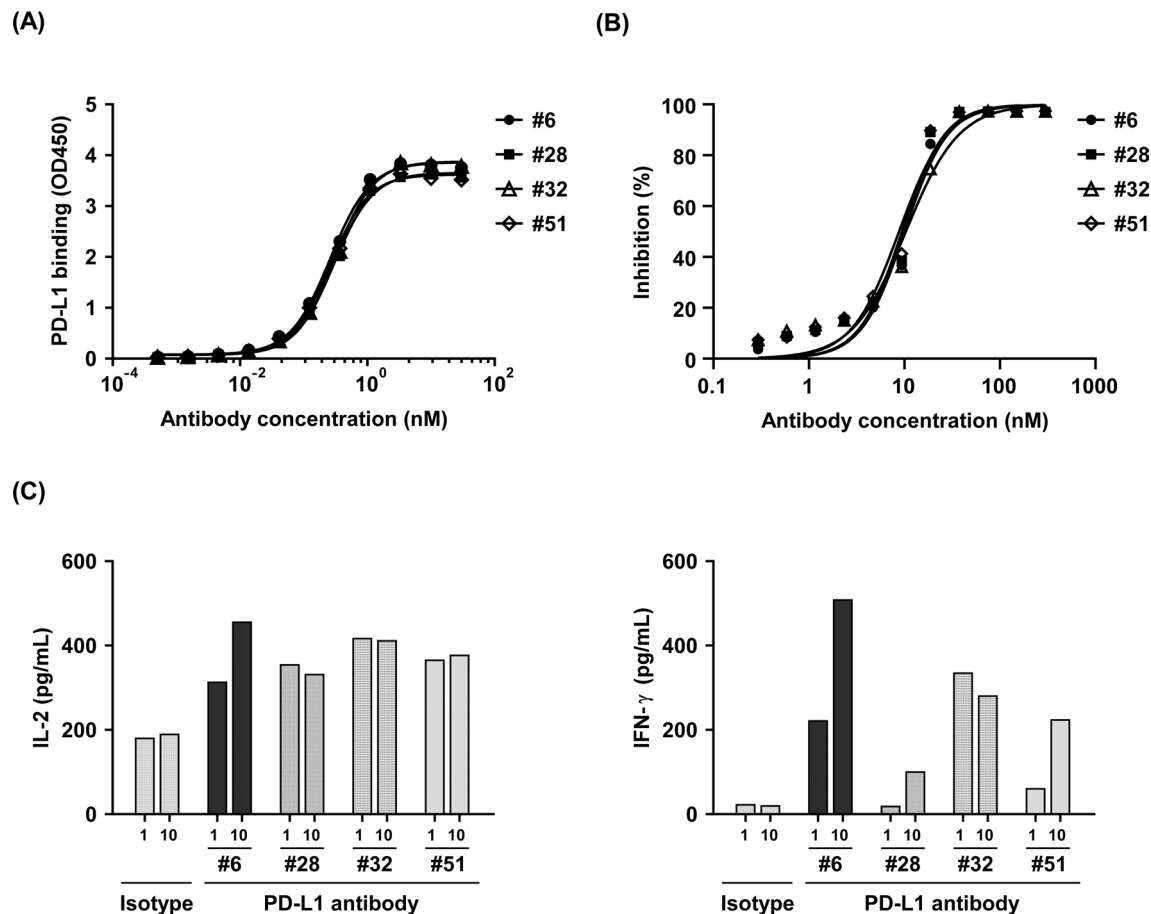 (A)
(B)
5
4
3
2
1
0
PD-L1 binding (OD450)
10⁻⁴
10⁻²
10⁰
10²
Antibody concentration (nM)
#6
#28
#32
#51
100
80
60
40
20
0
Inhibition (%)
0.1
1
10
100
1000
Antibody concentration (nM)
#6
#28
#32
#51
(C)
600
400
200
0
IL-2 (pg/mL)
1 10 1 10 1 10 1 10 1 10
#6 #28 #32 #51
Isotype PD-L1 antibody
600
400
200
0
IFN-γ (pg/mL)
1 10 1 10 1 10 1 10 1 10
#6 #28 #32 #51
Isotype PD-L1 antibody